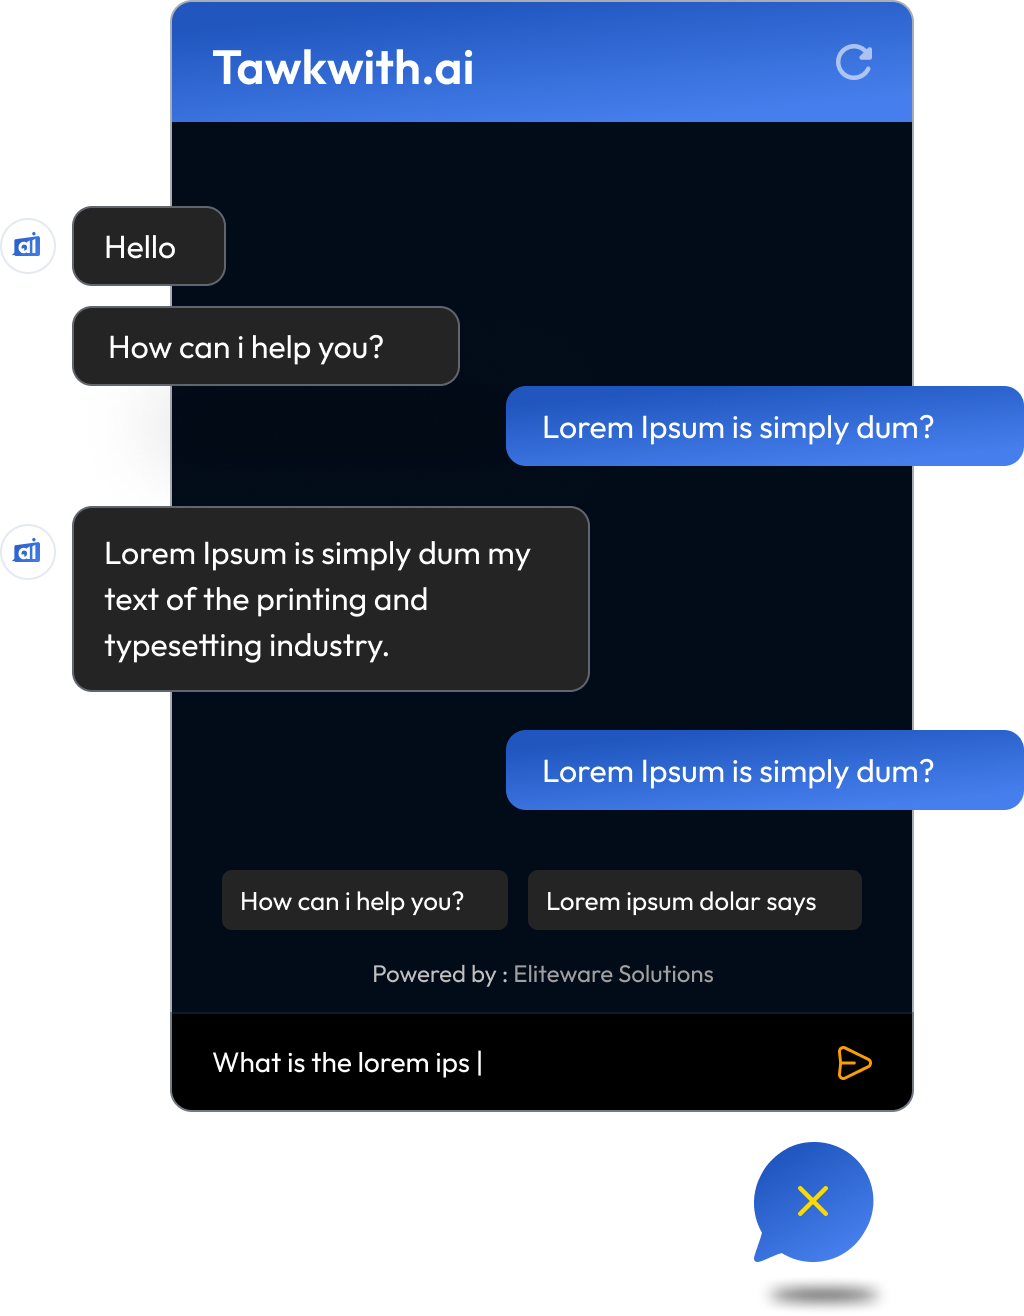 Tawkwith.ai
ai
Hello
How can i help you?
Lorem Ipsum is simply dum?
ai
Lorem Ipsum is simply dum my
text of the printing and
typesetting industry.
Lorem Ipsum is simply dum?
How can i help you?
Lorem ipsum dolar says
Powered by : Eliteware Solutions
What is the lorem ips |